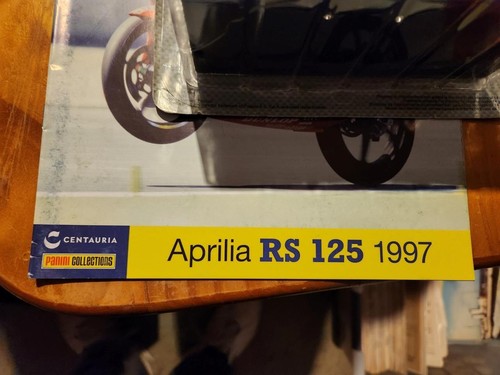 CENTAURIA
PANINI COLLECTIONS
Aprilia RS 125 1997